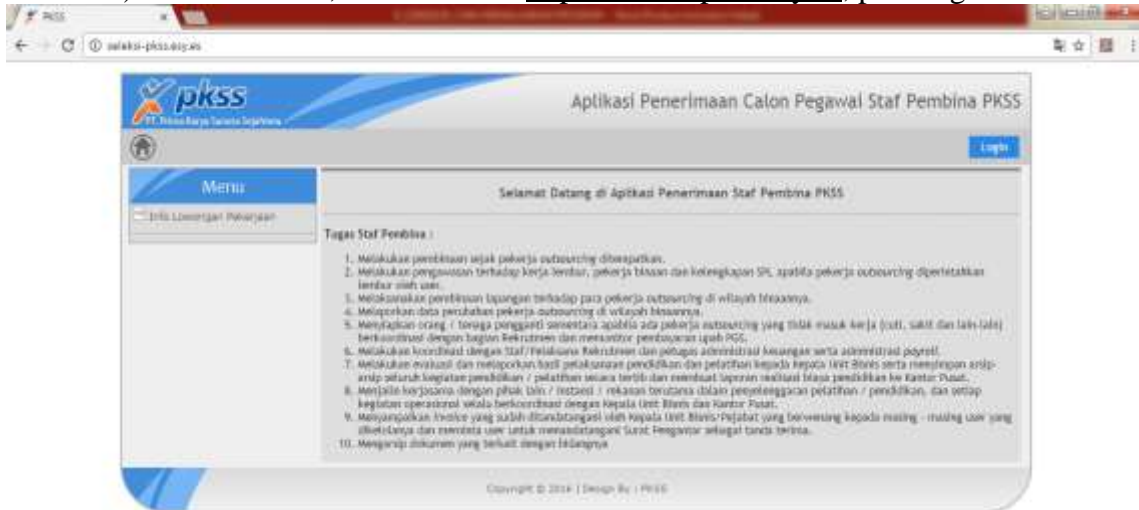 PKSS
seleksi-pkss.esy.es
pkss
Aplikasi Penerimaan Calon Pegawai Staf Pembina PKSS
Login
Menu
Info Lowongan Pekerjaan
Selamat Datang di Aplikasi Penerimaan Staf Pembina PKSS
Tugas Staf Pembina :
1. Melakukan pembinaan sejak pekerja outsourcing ditempatkan.
2. Melakukan pengawasan terhadap kerja lembur, pekerja binaan dan kelengkapan SPL apabila pekerja outsourcing diperintahkan
lembur oleh user.
3. Melaksanakan pembinaan lapangan terhadap para pekerja outsourcing di wilayah binaannya.
4. Melaporkan data perubahan pekerja outsourcing di wilayah binaannya.
5. Menyiapkan orang / tenaga pengganti sementara apabila ada pekerja outsourcing yang tidak masuk kerja (cuti, sakit dan lain-lain)
berkoordinasi dengan bagian Rekrutmen dan memonitor pembayaran upah PGS.
6. Melakukan koordinasi dengan Staf/Pelaksana Rekrutmen dan petugas administrasi keuangan serta administrasi payroll.
7. Melakukan evaluasi dan melaporkan hasil pelaksanaan pendidikan dan pelatihan kepada Kepala Unit Bisnis serta menyimpan arsip-
arsip seluruh kegiatan pendidikan / pelatihan secara tertib dan membuat laporan realisasi biaya pendidikan ke Kantor Pusat.
8. Menjalin kerjasama dengan pihak lain / instansi / rekanan terutama dalam penyelenggaraan pelatihan / pendidikan, dan setiap
kegiatan operasional selalu berkoordinasi dengan Kepala Unit Bisnis dan Kantor Pusat.
9. Menyampaikan invoice yang sudah ditandatangani oleh Kepala Unit Bisnis/Pejabat yang berwenang kepada masing - masing user yang
dikelolanya dan meminta user untuk menandatangani Surat Pengantar sebagai tanda terima.
10. Mengarsip dokumen yang terkait dengan bidangnya
Copyright © 2016 | Design By : PKSS